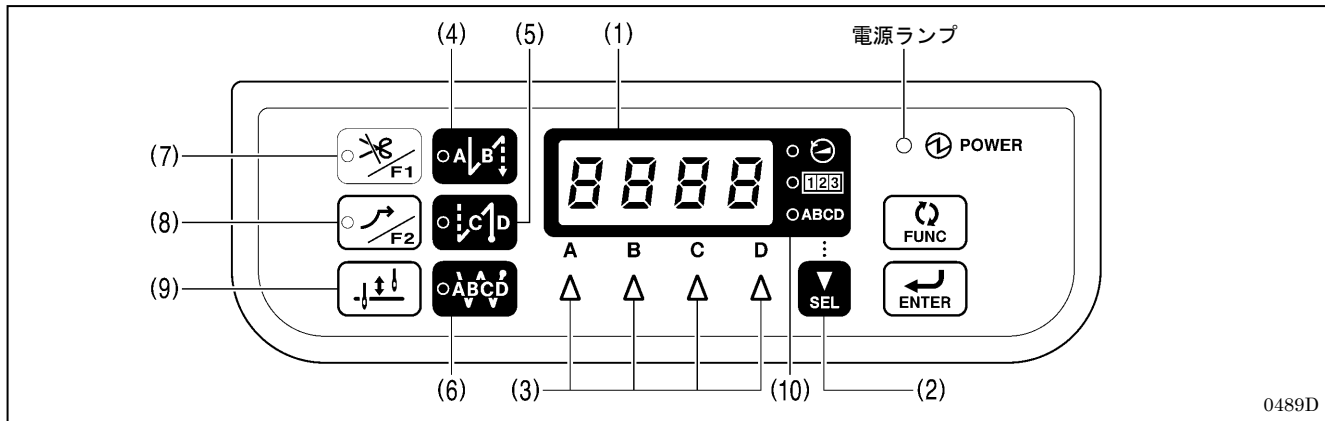 (4) (5) (1) 電源ランプ
(7) F1 A B 8888 POWER
123
(8) F2 C D ABCD FUNC
A B C D
(9) ABCD SEL ENTER
(6) (3) (10) (2)
0489D